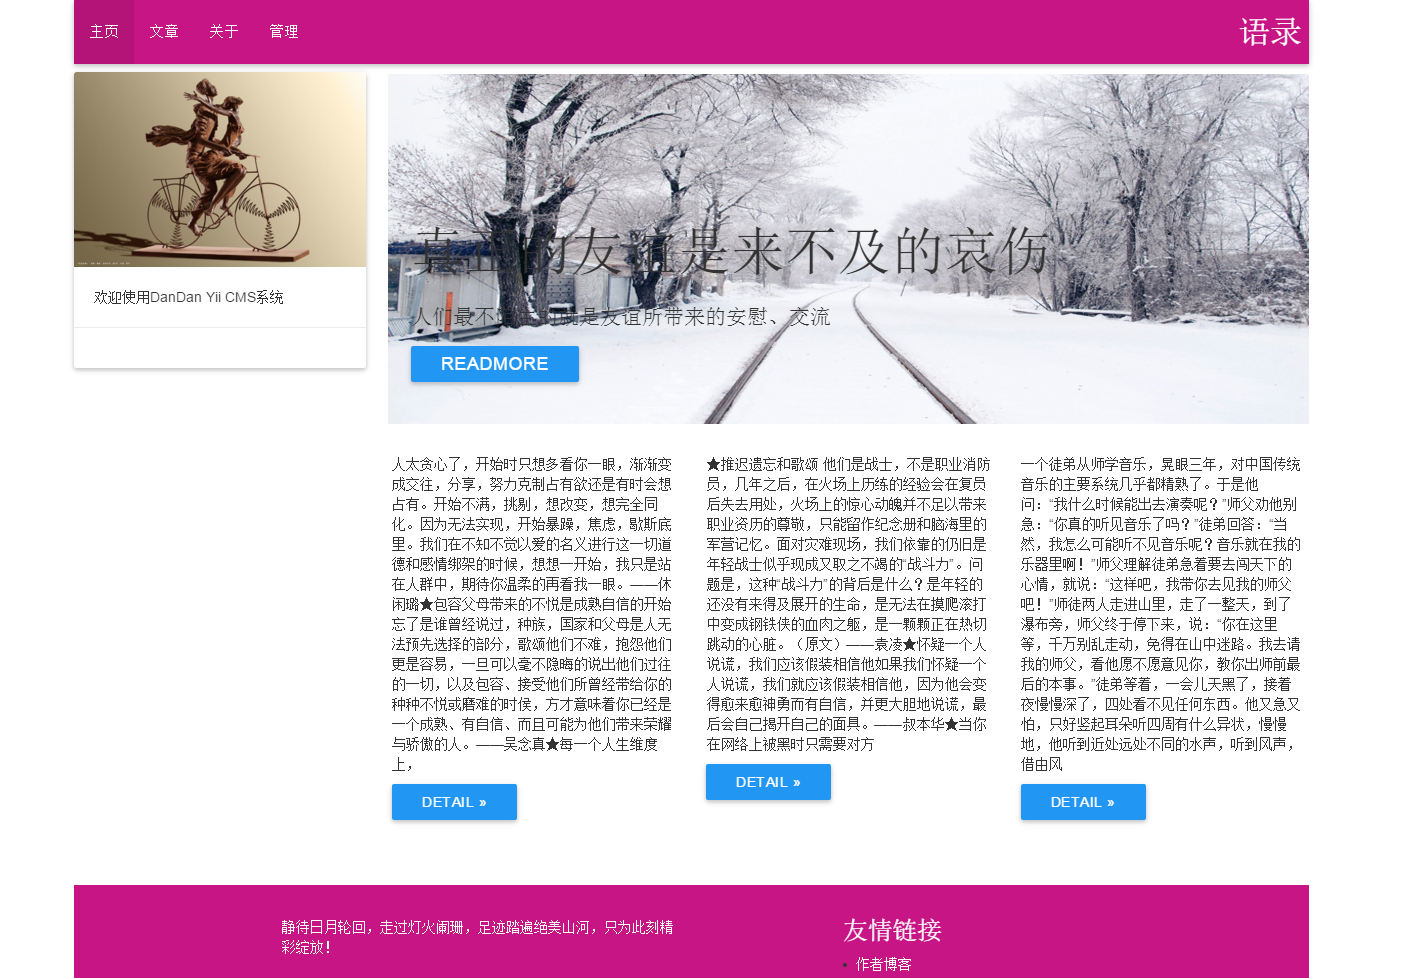 主页 文章 关于 管理 语录
欢迎使用DanDan Yii CMS系统
真正的友谊是来不及的哀伤
人们最不
是友谊所带来的安慰、交流
READMORE
人太贪心了，开始时只想多看你一眼，渐渐变
成交往，分享，努力克制占有欲还是有时会想
占有。开始不满，挑剔，想改变，想完全同
化。因为无法实现，开始暴躁，焦虑，歇斯底
里。我们在不知不觉以爱的名义进行这一切道
德和感情绑架的时候，想想一开始，我只是站
在人群中，期待你温柔的再看我一眼。——休
闲璐★包容父母带来的不悦是成熟自信的开始
忘了是谁曾经说过，种族，国家和父母是人无
法预先选择的部分，歌颂他们不难，抱怨他们
更是容易，一旦可以毫不隐晦的说出他们过往
的一切，以及包容、接受他们所曾经带给你的
种种不悦或磨难的时侯，方才意味着你已经是
一个成熟、有自信、而且可能为他们带来荣耀
与骄傲的人。——吴念真★每一个人生维度
上，
DETAIL »
★推迟遗忘和歌颂 他们是战士，不是职业消防
员，几年之后，在火场上历练的经验会在复员
后失去用处，火场上的惊心动魄并不足以带来
职业资历的尊敬，只能留作纪念册和脑海里的
军营记忆。面对灾难现场，我们依靠的仍旧是
年轻战士似乎现成又取之不竭的“战斗力”。问
题是，这种“战斗力”的背后是什么？是年轻的
还没有来得及展开的生命，是无法在摸爬滚打
中变成钢铁侠的血肉之躯，是一颗颗正在热切
跳动的心脏。（原文）——袁凌★怀疑一个人
说谎，我们应该假装相信他如果我们怀疑一个
人说谎，我们就应该假装相信他，因为他会变
得愈来愈神勇而有自信，并更大胆地说谎，最
后会自己揭开自己的面具。——叔本华★当你
在网络上被黑时只需要对方
DETAIL »
一个徒弟从师学音乐，晃眼三年，对中国传统
音乐的主要系统几乎都精熟了。于是他
问：“我什么时候能出去演奏呢？”师父劝他别
急：“你真的听见音乐了吗？”徒弟回答：“当
然，我怎么可能听不见音乐呢？音乐就在我的
乐器里啊！”师父理解徒弟急着要去闯天下的
心情，就说：“这样吧，我带你去见我的师父
吧！”师徒两人走进山里，走了一整天，到了
瀑布旁，师父终于停下来，说：“你在这里
等，千万别乱走动，免得在山中迷路。我去请
我的师父，看他愿不愿意见你，教你出师前最
后的本事。”徒弟等着，一会儿天黑了，接着
夜慢慢深了，四处看不见任何东西。他又急又
怕，只好竖起耳朵听四周有什么异状，慢慢
地，他听到近处远处不同的水声，听到风声，
借由风
DETAIL »
静待日月轮回，走过灯火阑珊，足迹踏遍绝美山河，只为此刻精
彩绽放！
友情链接
作者博客